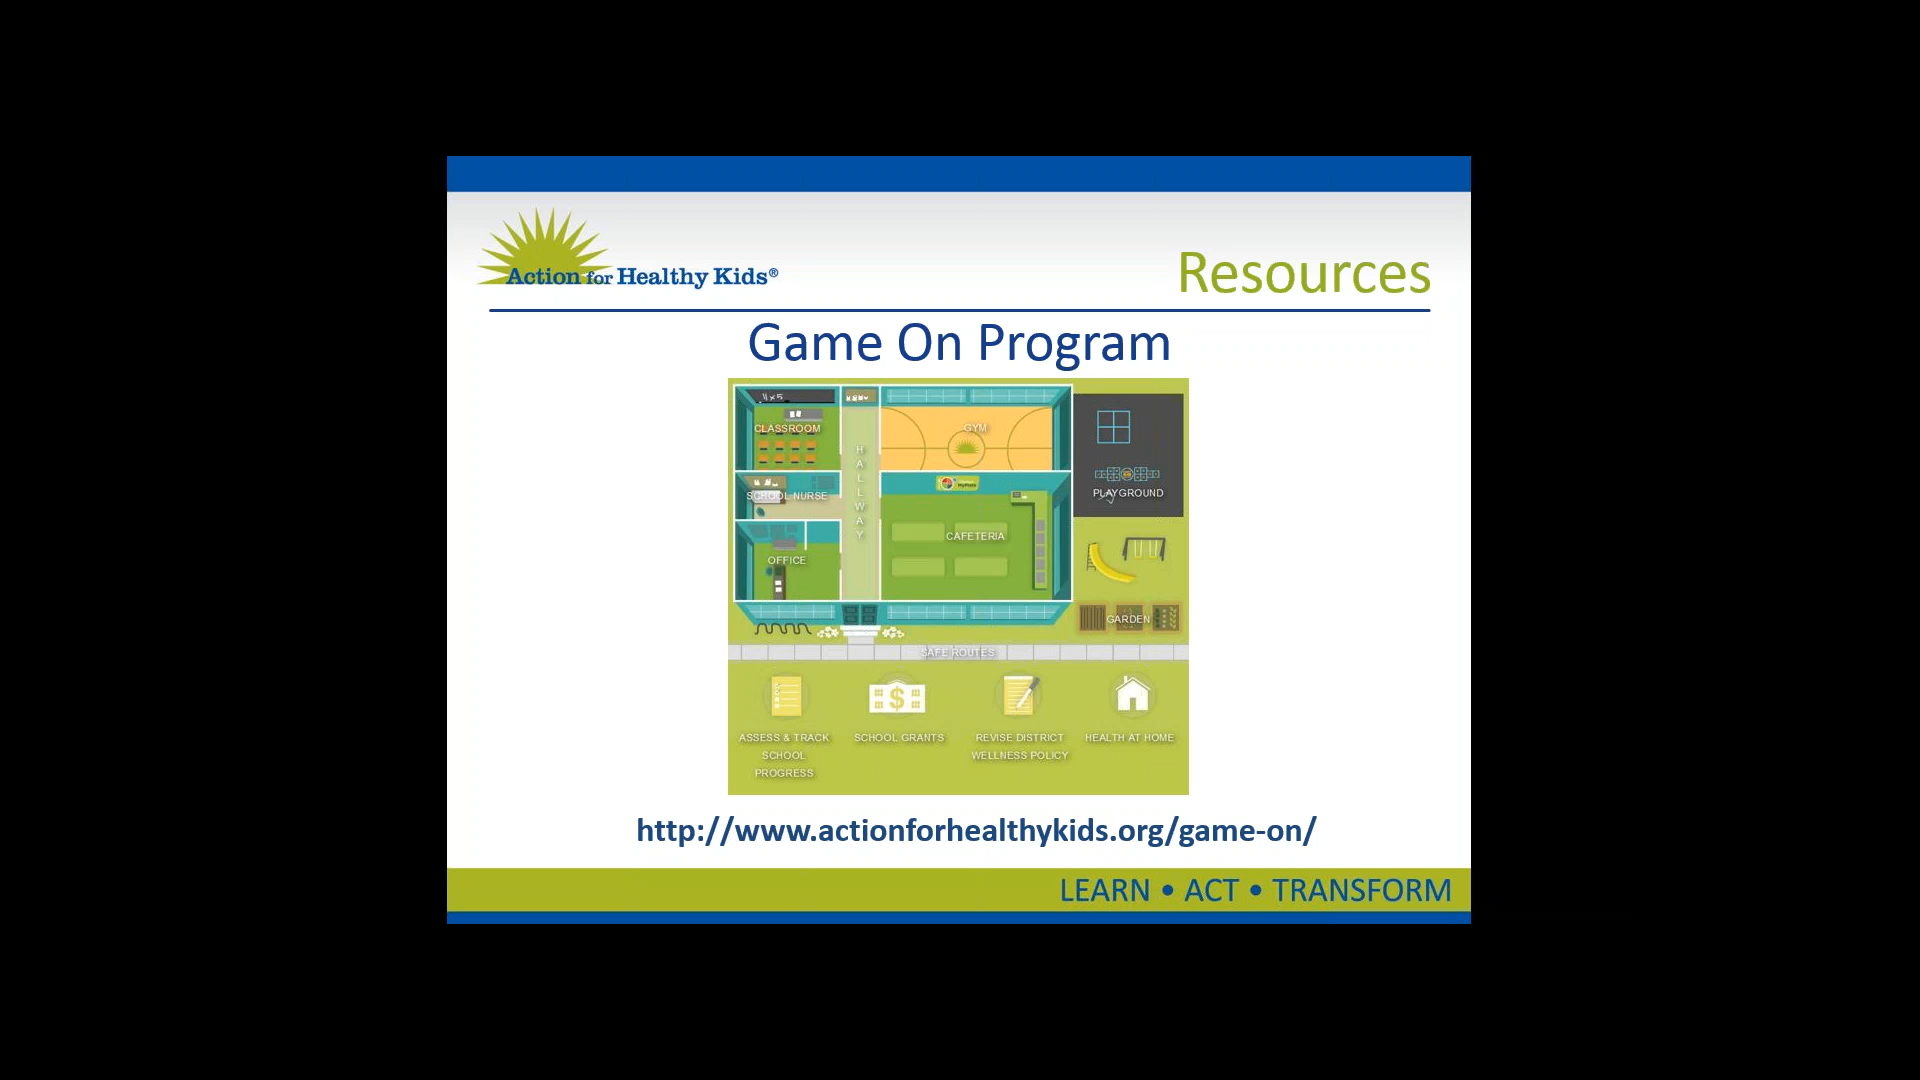 Action for Healthy Kids®
Resources
Game On Program
11 x 5
CLASSROOM
GYM
HALLWAY
SCHOOL NURSE
PLAYGROUND
CAFETERIA
OFFICE
GARDEN
SAFE ROUTES
ASSESS & TRACK
SCHOOL
PROGRESS
SCHOOL GRANTS
REVISE DISTRICT
WELLNESS POLICY
HEALTH AT HOME
http://www.actionforhealthykids.org/game-on/
LEARN • ACT • TRANSFORM